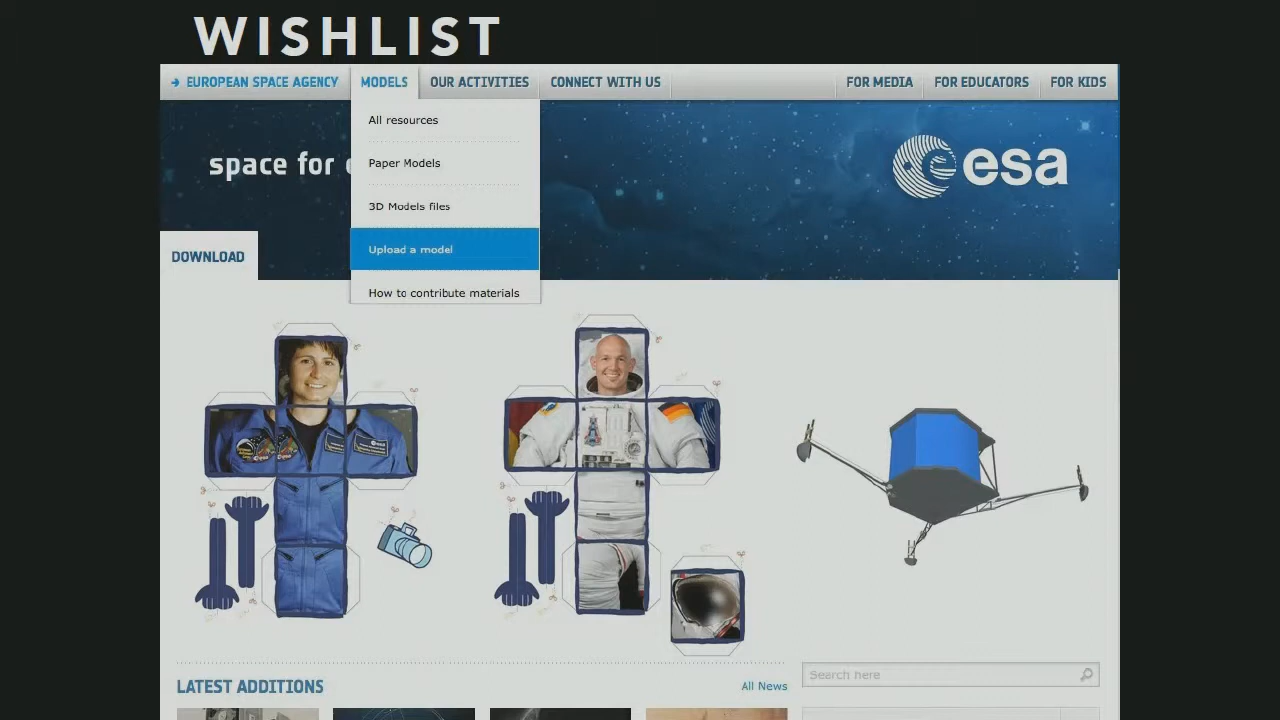 WISHLIST
EUROPEAN SPACE AGENCY MODELS OUR ACTIVITIES CONNECT WITH US FOR MEDIA FOR EDUCATORS FOR KIDS
All resources
Paper Models
3D Models files
Upload a model
How to contribute materials
space for
esa
DOWNLOAD
LATEST ADDITIONS
All News
Search here